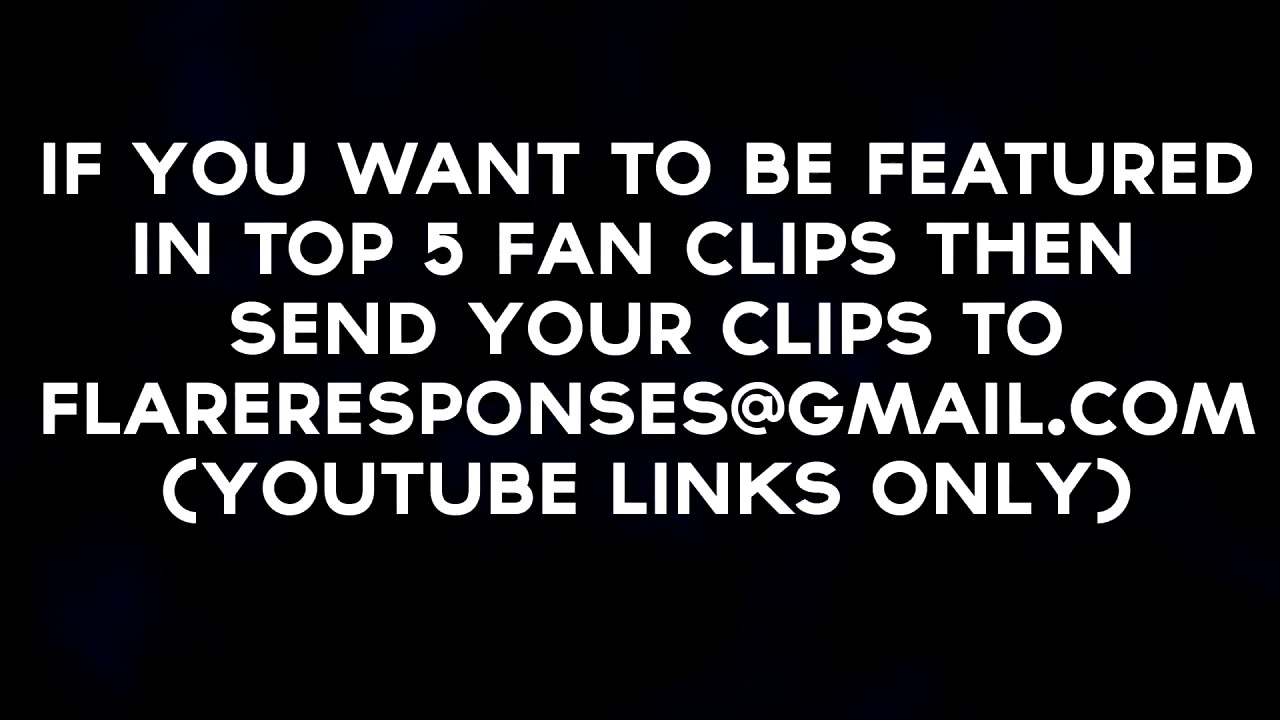 IF YOU WANT TO BE FEATURED
IN TOP 5 FAN CLIPS THEN
SEND YOUR CLIPS TO
FLARERESPONSES@GMAIL.COM
(YOUTUBE LINKS ONLY)